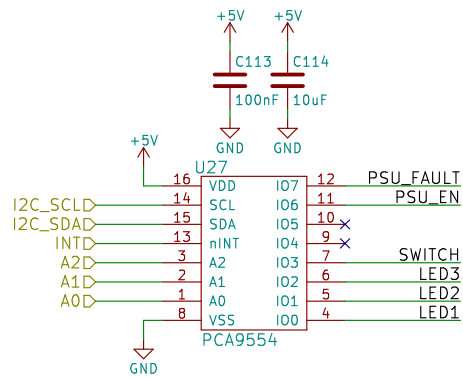 +5V +5V
C113 C114
100nF 10uF
GND GND
+5V
U27
16 VDD IO7 12 PSU_FAULT
I2C_SCL 14 SCL IO6 11 PSU_EN
I2C_SDA 15 SDA IO5 10
INT 13 nINT IO4 9
A2 3 A2 IO3 7 SWITCH
A1 2 A1 IO2 6 LED3
A0 1 A0 IO1 5 LED2
8 VSS IO0 4 LED1
PCA9554
GND